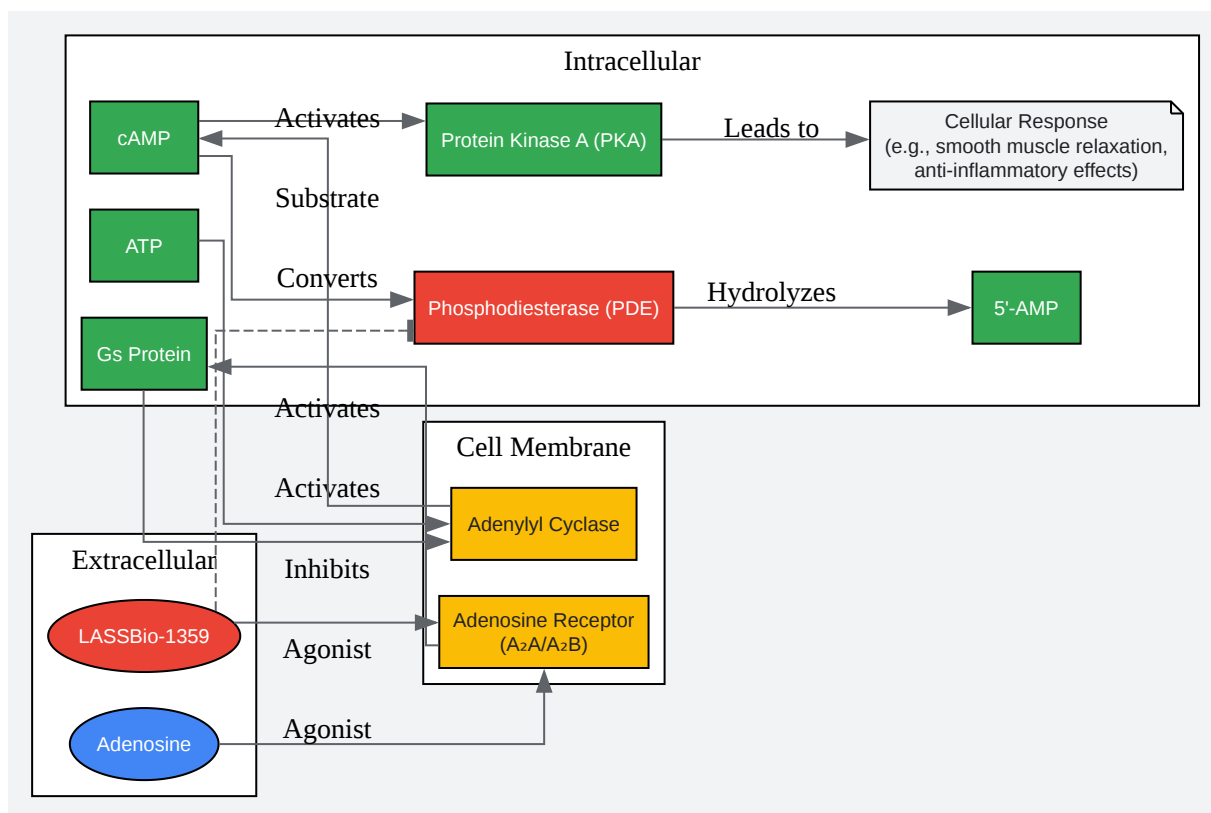 Intracellular
cAMP
Activates
Protein Kinase A (PKA)
Leads to
Cellular Response
(e.g., smooth muscle relaxation,
anti-inflammatory effects)
Substrate
ATP
Converts
Phosphodiesterase (PDE)
Hydrolyzes
5'-AMP
Gs Protein
Activates
Cell Membrane
Activates
Adenylyl Cyclase
Extracellular
Inhibits
LASSBio-1359
Adenosine Receptor
(A₂A/A₂B)
Agonist
Adenosine
Agonist